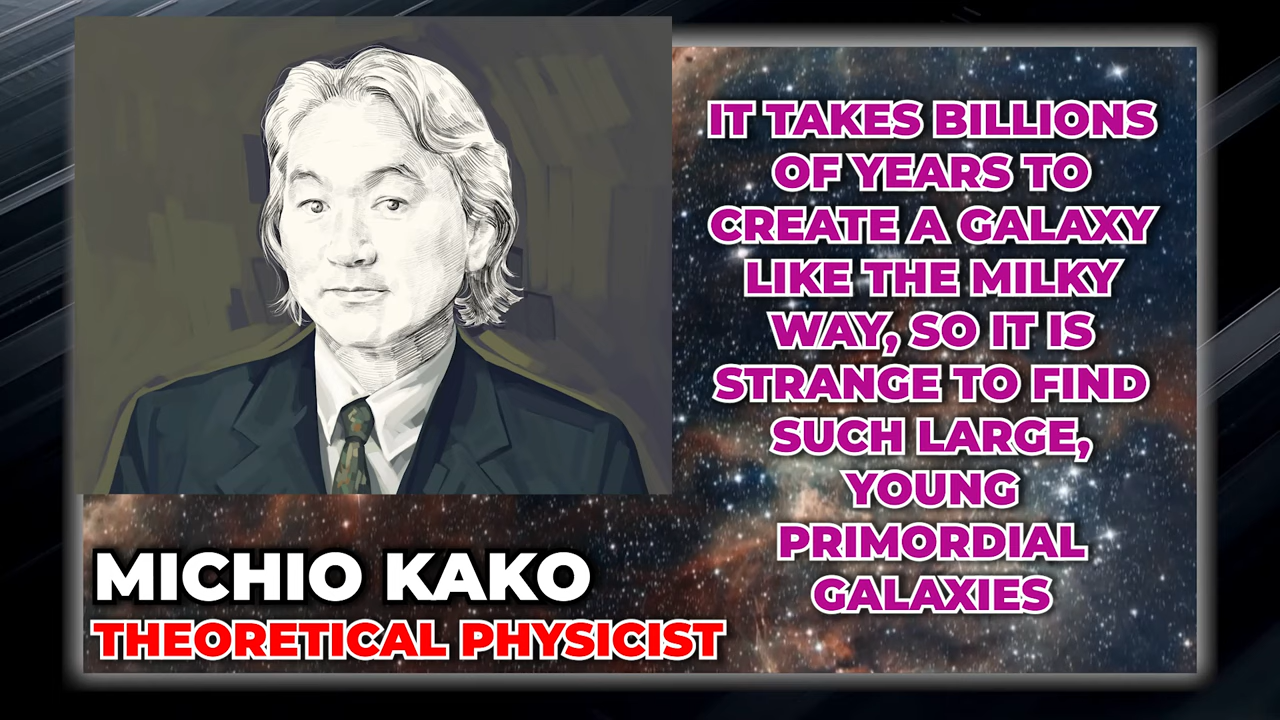 IT TAKES BILLIONS
OF YEARS TO
CREATE A GALAXY
LIKE THE MILKY
WAY, SO IT IS
STRANGE TO FIND
SUCH LARGE,
YOUNG
PRIMORDIAL
GALAXIES
MICHIO KAKO
THEORETICAL PHYSICIST